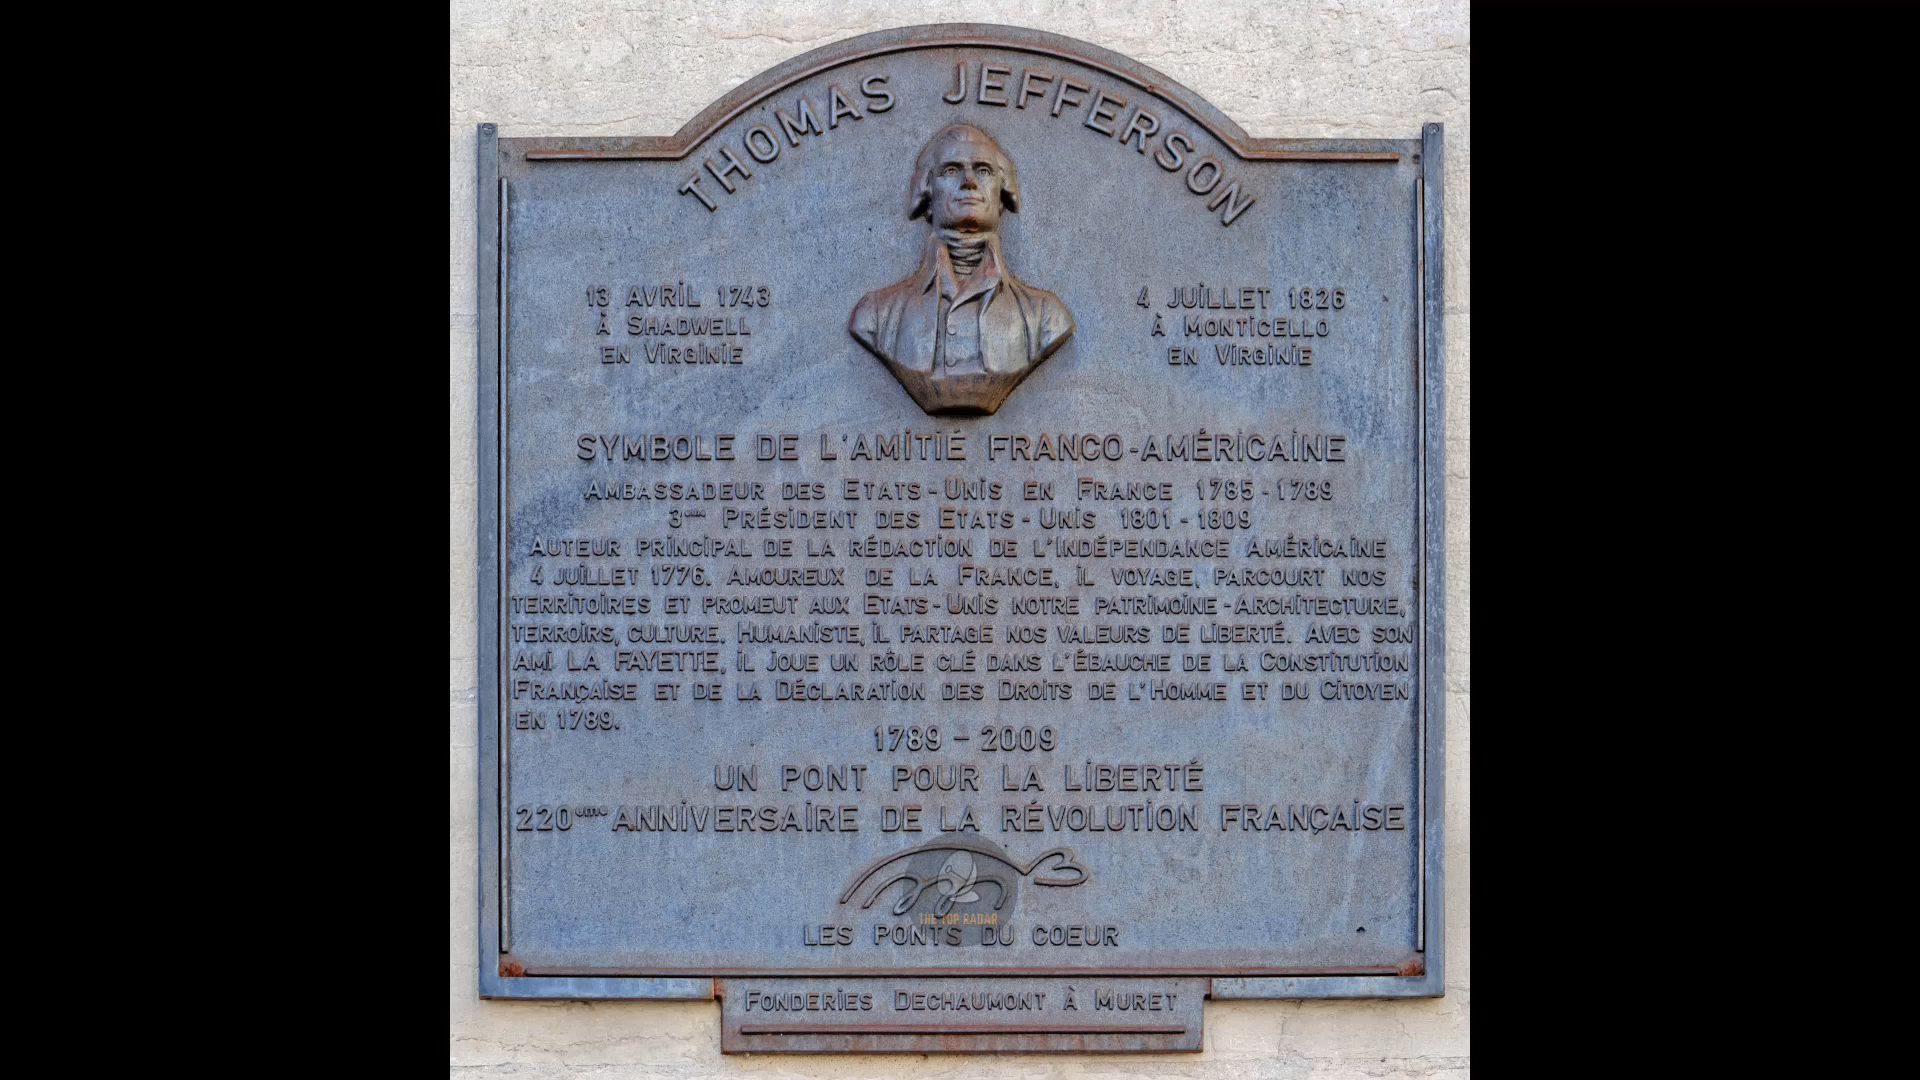 THOMAS JEFFERSON
13 AVRIL 1743
À SHADWELL
EN VIRGINIE
4 JUILLET 1826
À MONTICELLO
EN VIRGINIE
SYMBOLE DE L'AMITIÉ FRANCO-AMÉRICAINE
AMBASSADEUR DES ETATS-UNIS EN FRANCE 1785-1789
3ème PRÉSIDENT DES ETATS-UNIS 1801-1809
AUTEUR PRINCIPAL DE LA RÉDACTION DE L'INDÉPENDANCE AMÉRICAINE
4 JUILLET 1776. AMOUREUX DE LA FRANCE, IL VOYAGE, PARCOURT NOS
TERRITOIRES ET PROMEUT AUX ETATS-UNIS NOTRE PATRIMOINE-ARCHITECTURE,
TERROIRS, CULTURE. HUMANISTE, IL PARTAGE NOS VALEURS DE LIBERTÉ. AVEC SON
AMI LA FAYETTE, IL JOUE UN RÔLE CLÉ DANS L'ÉBAUCHE DE LA CONSTITUTION
FRANÇAISE ET DE LA DÉCLARATION DES DROITS DE L'HOMME ET DU CITOYEN
EN 1789.
1789 - 2009
UN PONT POUR LA LIBERTÉ
220ème ANNIVERSAIRE DE LA RÉVOLUTION FRANÇAISE
THE TOP RADAR
LES PONTS DU COEUR
FONDERIES DECHAUMONT À MURET